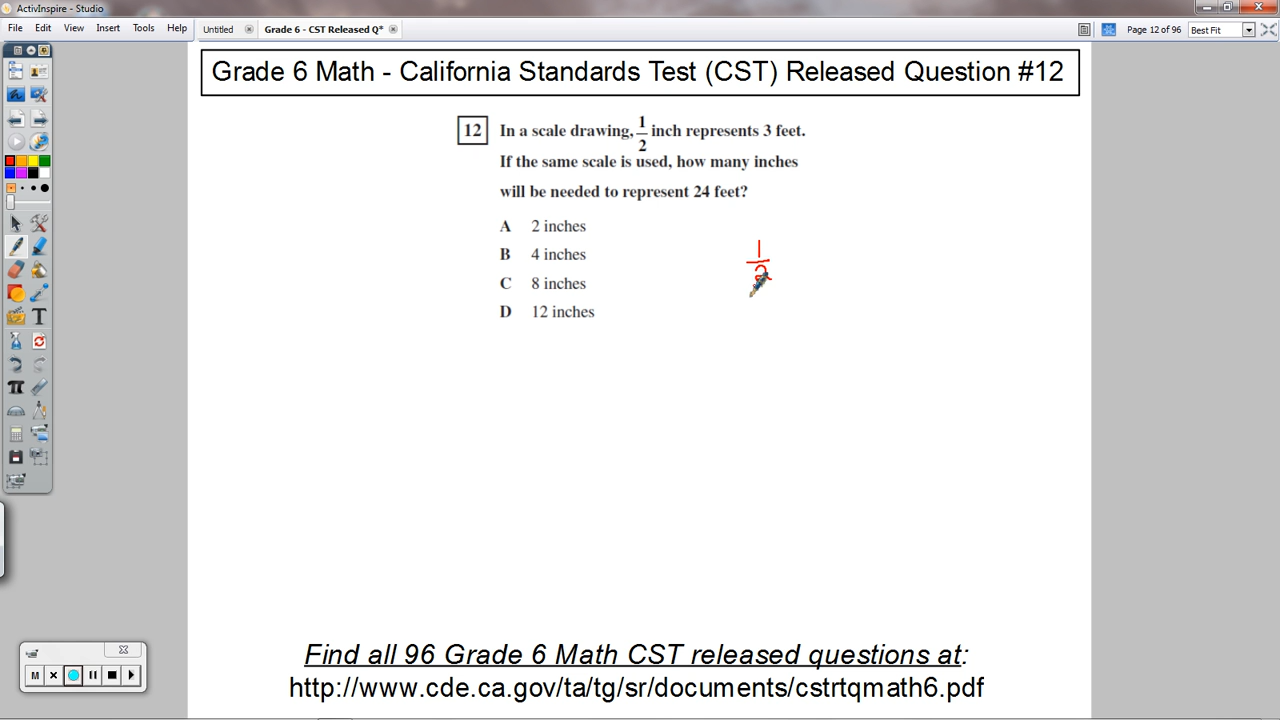 ActivInspire - Studio
File Edit View Insert Tools Help
Untitled Grade 6 - CST Released Q* Page 12 of 96 Best Fit
Grade 6 Math - California Standards Test (CST) Released Question #12
12 In a scale drawing, 1/2 inch represents 3 feet.
If the same scale is used, how many inches
will be needed to represent 24 feet?
A 2 inches
B 4 inches
C 8 inches
D 12 inches
1/2
Find all 96 Grade 6 Math CST released questions at:
http://www.cde.ca.gov/ta/tg/sr/documents/cstrtqmath6.pdf
M